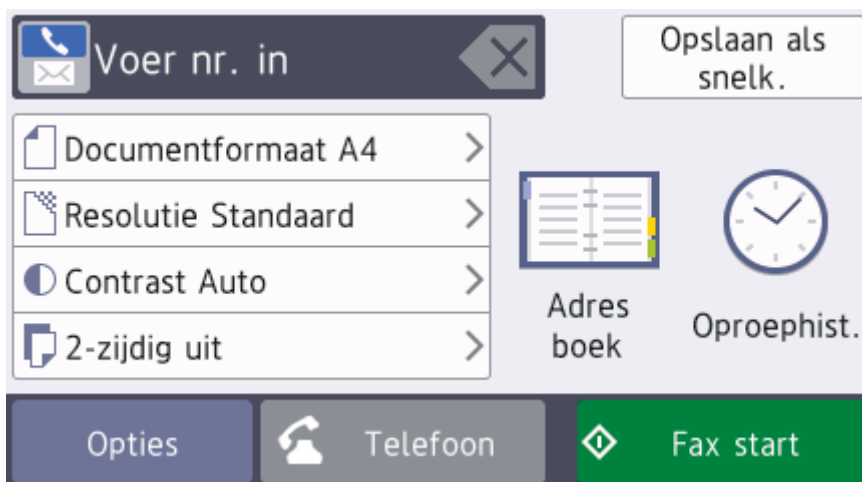 Voer nr. in
Opslaan als
snelk.
Documentformaat A4
Resolutie Standaard
Contrast Auto
2-zijdig uit
Adres
boek
Oproephist.
Opties
Telefoon
Fax start